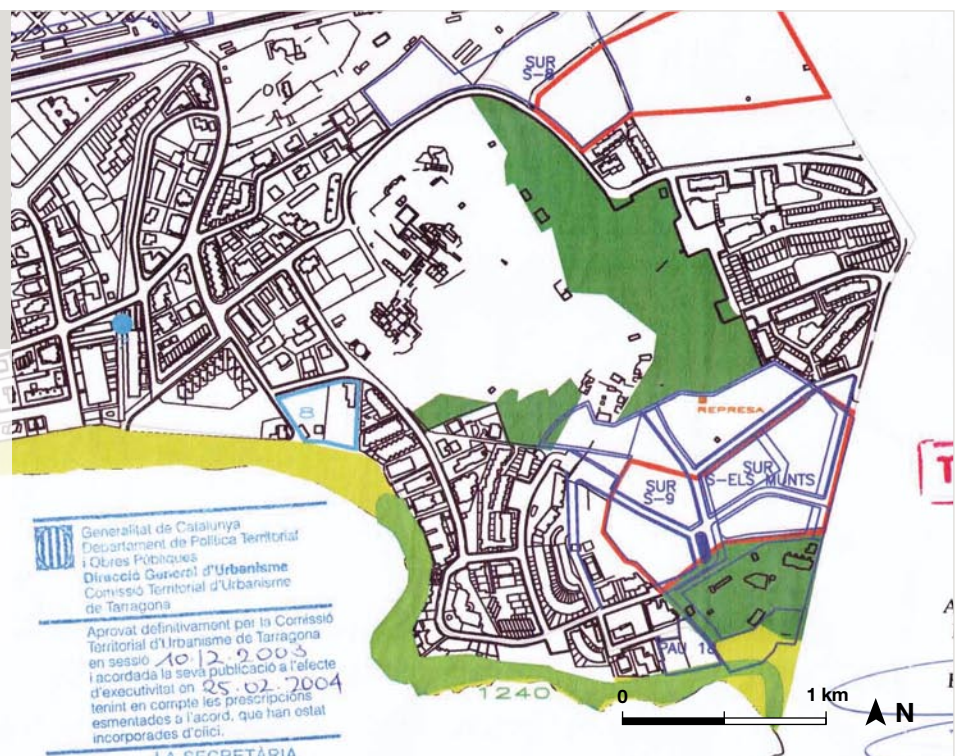 SUR
S-8
8
REPRESA
SUR
S-ELS MUNTS
SUR
S-9
PAU 18
1240
0
1 km
N
T
Generalitat de Catalunya
Departament de Política Territorial
i Obres Públiques
Direcció General d'Urbanisme
Comissió Territorial d'Urbanisme
de Tarragona
Aprovat definitivament per la Comissió
Territorial d'Urbanisme de Tarragona
en sessió 10.12.2003
i acordada la seva publicació a l'efecte
d'executivitat en 25.02.2004
tenint en compte les prescripcions
esmentades a l'acord, que han estat
incorporades d'ofici.
LA SECRETÀRIA